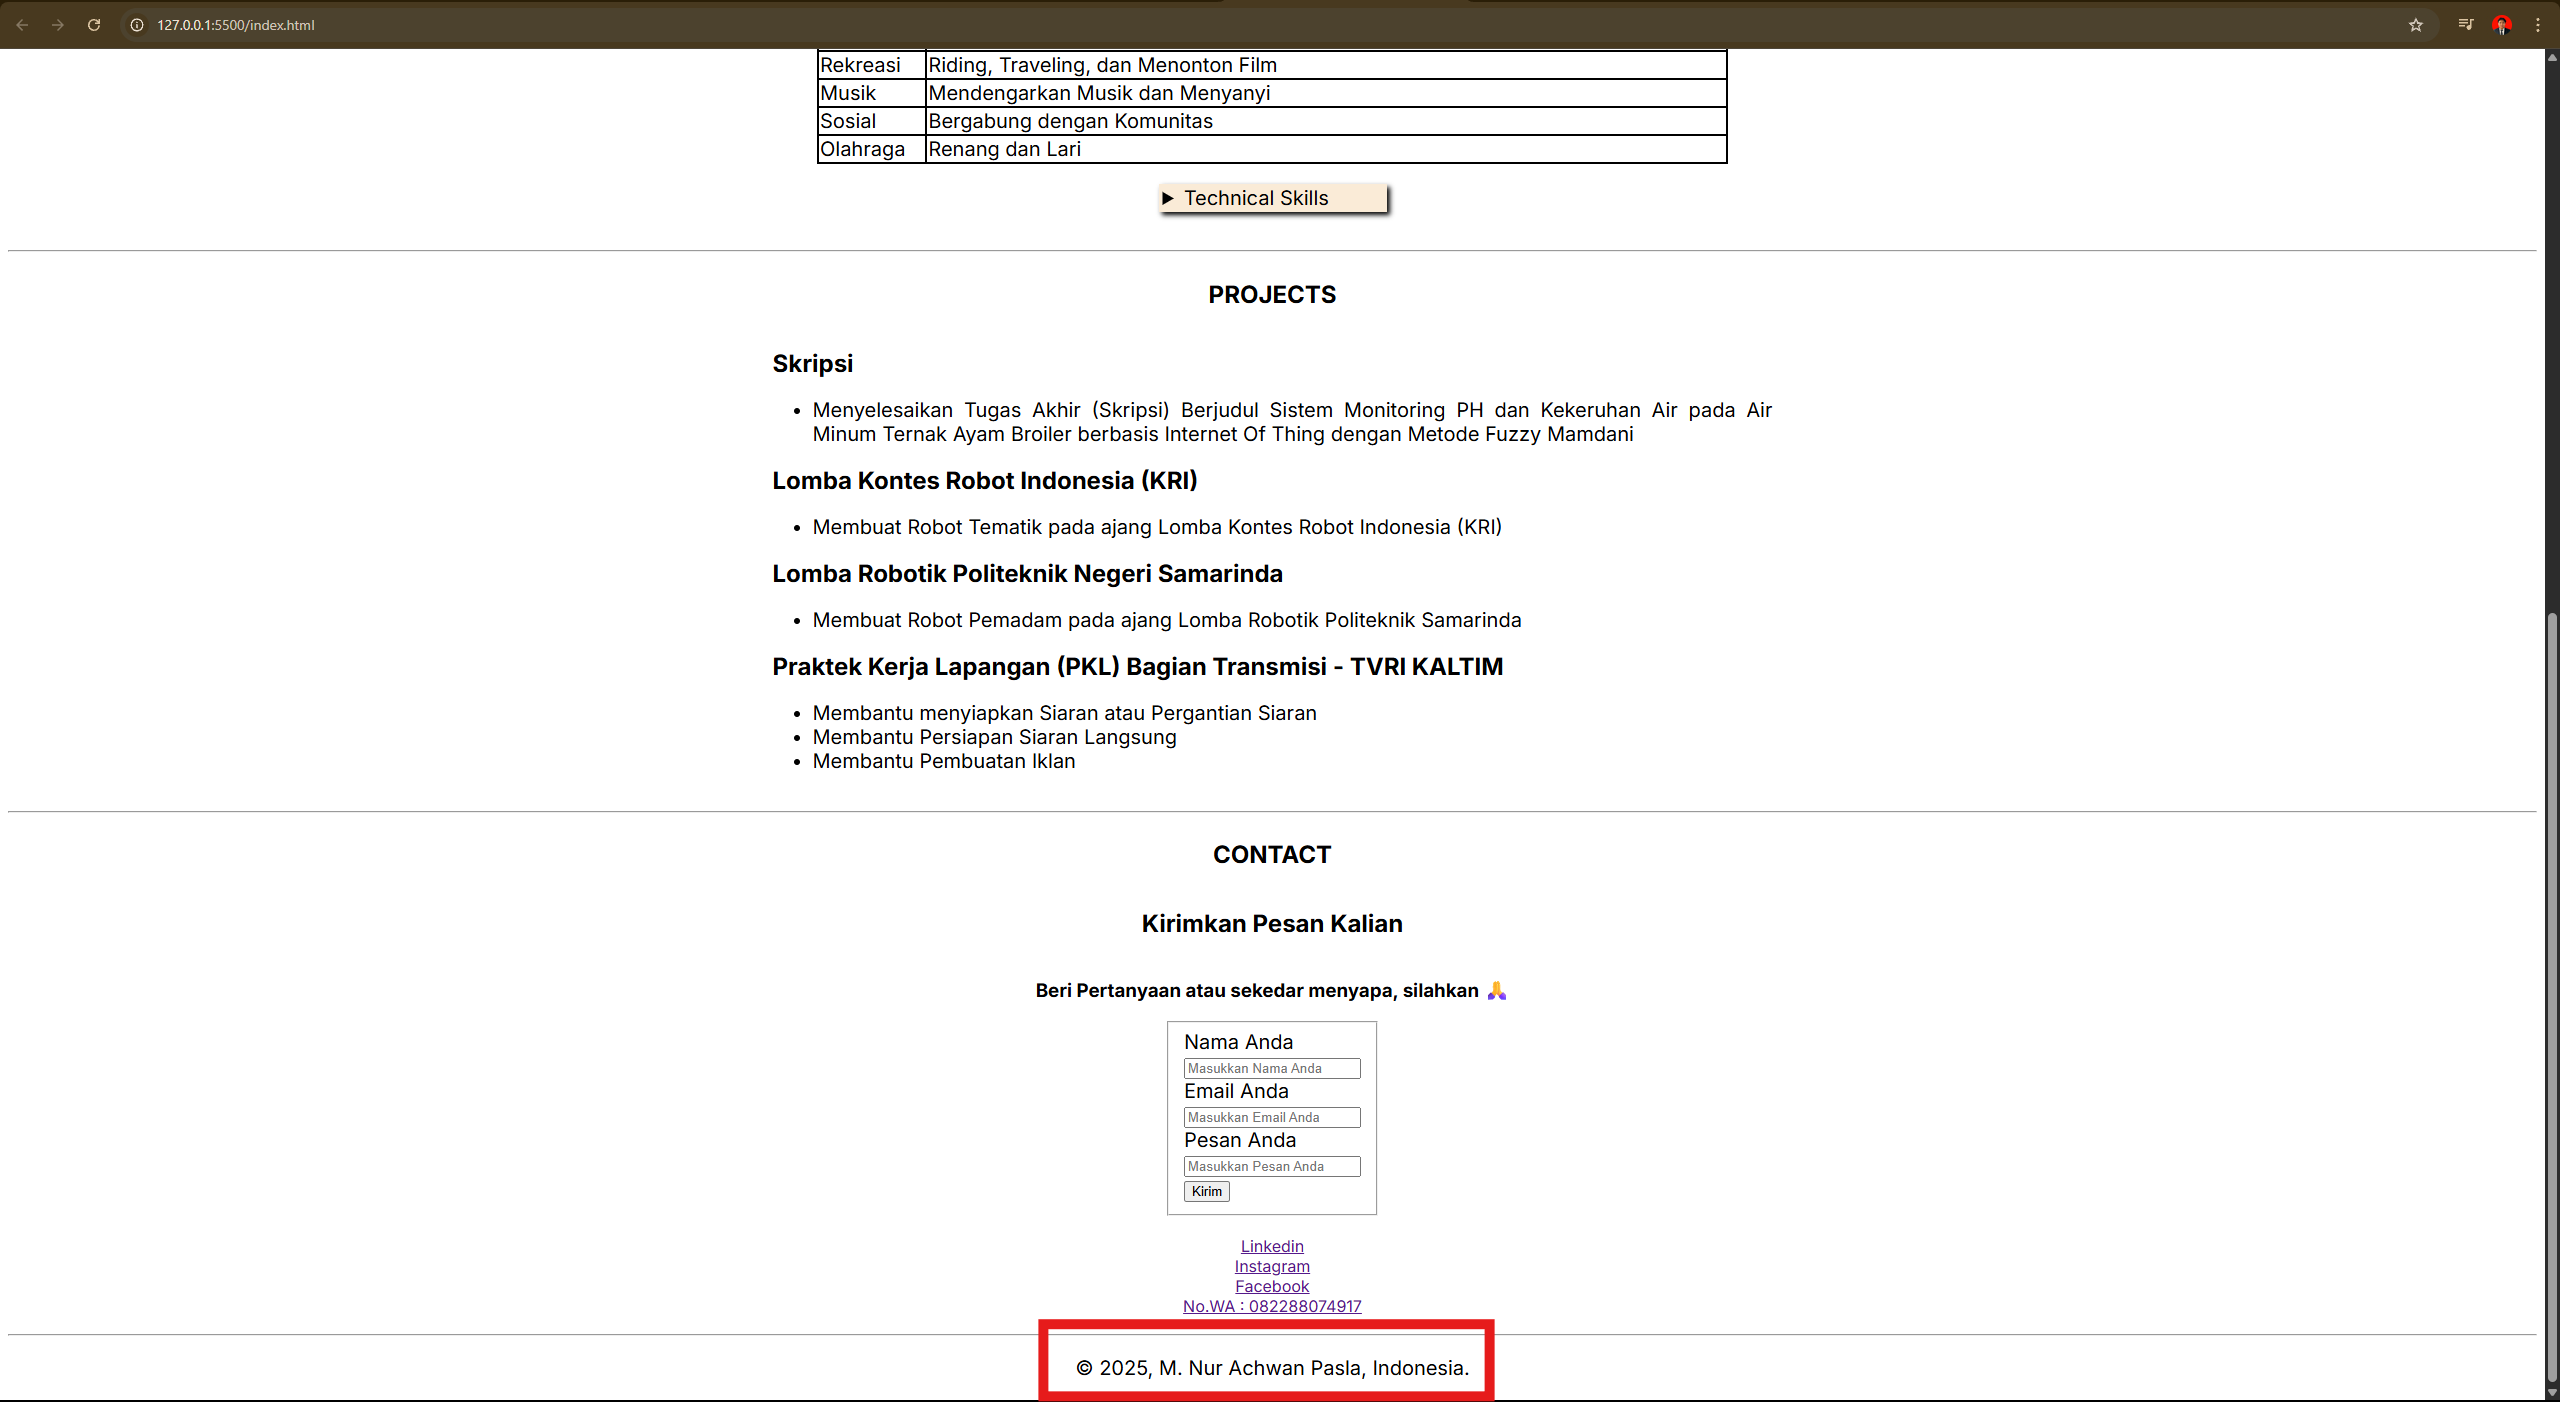 127.0.0.1:5500/index.html
Rekreasi Riding, Traveling, dan Menonton Film
Musik Mendengarkan Musik dan Menyanyi
Sosial Bergabung dengan Komunitas
Olahraga Renang dan Lari
Technical Skills
PROJECTS
Skripsi
Menyelesaikan Tugas Akhir (Skripsi) Berjudul Sistem Monitoring PH dan Kekeruhan Air pada Air
Minum Ternak Ayam Broiler berbasis Internet Of Thing dengan Metode Fuzzy Mamdani
Lomba Kontes Robot Indonesia (KRI)
Membuat Robot Tematik pada ajang Lomba Kontes Robot Indonesia (KRI)
Lomba Robotik Politeknik Negeri Samarinda
Membuat Robot Pemadam pada ajang Lomba Robotik Politeknik Samarinda
Praktek Kerja Lapangan (PKL) Bagian Transmisi - TVRI KALTIM
Membantu menyiapkan Siaran atau Pergantian Siaran
Membantu Persiapan Siaran Langsung
Membantu Pembuatan Iklan
CONTACT
Kirimkan Pesan Kalian
Beri Pertanyaan atau sekedar menyapa, silahkan 🙏
Nama Anda
Masukkan Nama Anda
Email Anda
Masukkan Email Anda
Pesan Anda
Masukkan Pesan Anda
Kirim
Linkedin
Instagram
Facebook
No.WA : 082288074917
© 2025, M. Nur Achwan Pasla, Indonesia.